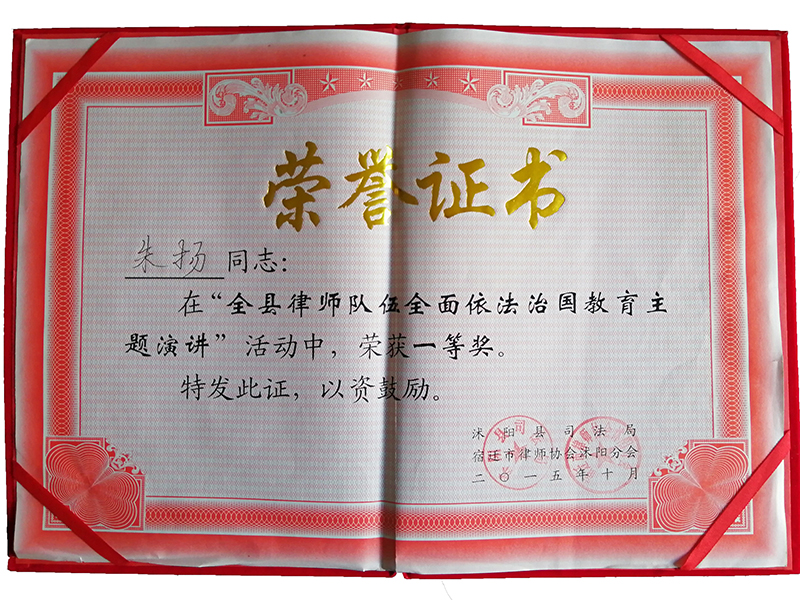 荣誉证书
朱扬 同志：
在“全县律师队伍全面依法治国教育主
题演讲”活动中，荣获一等奖。
特发此证，以资鼓励。
沭阳县司法局
宿迁市律师协会沭阳分会
二〇一五年十月